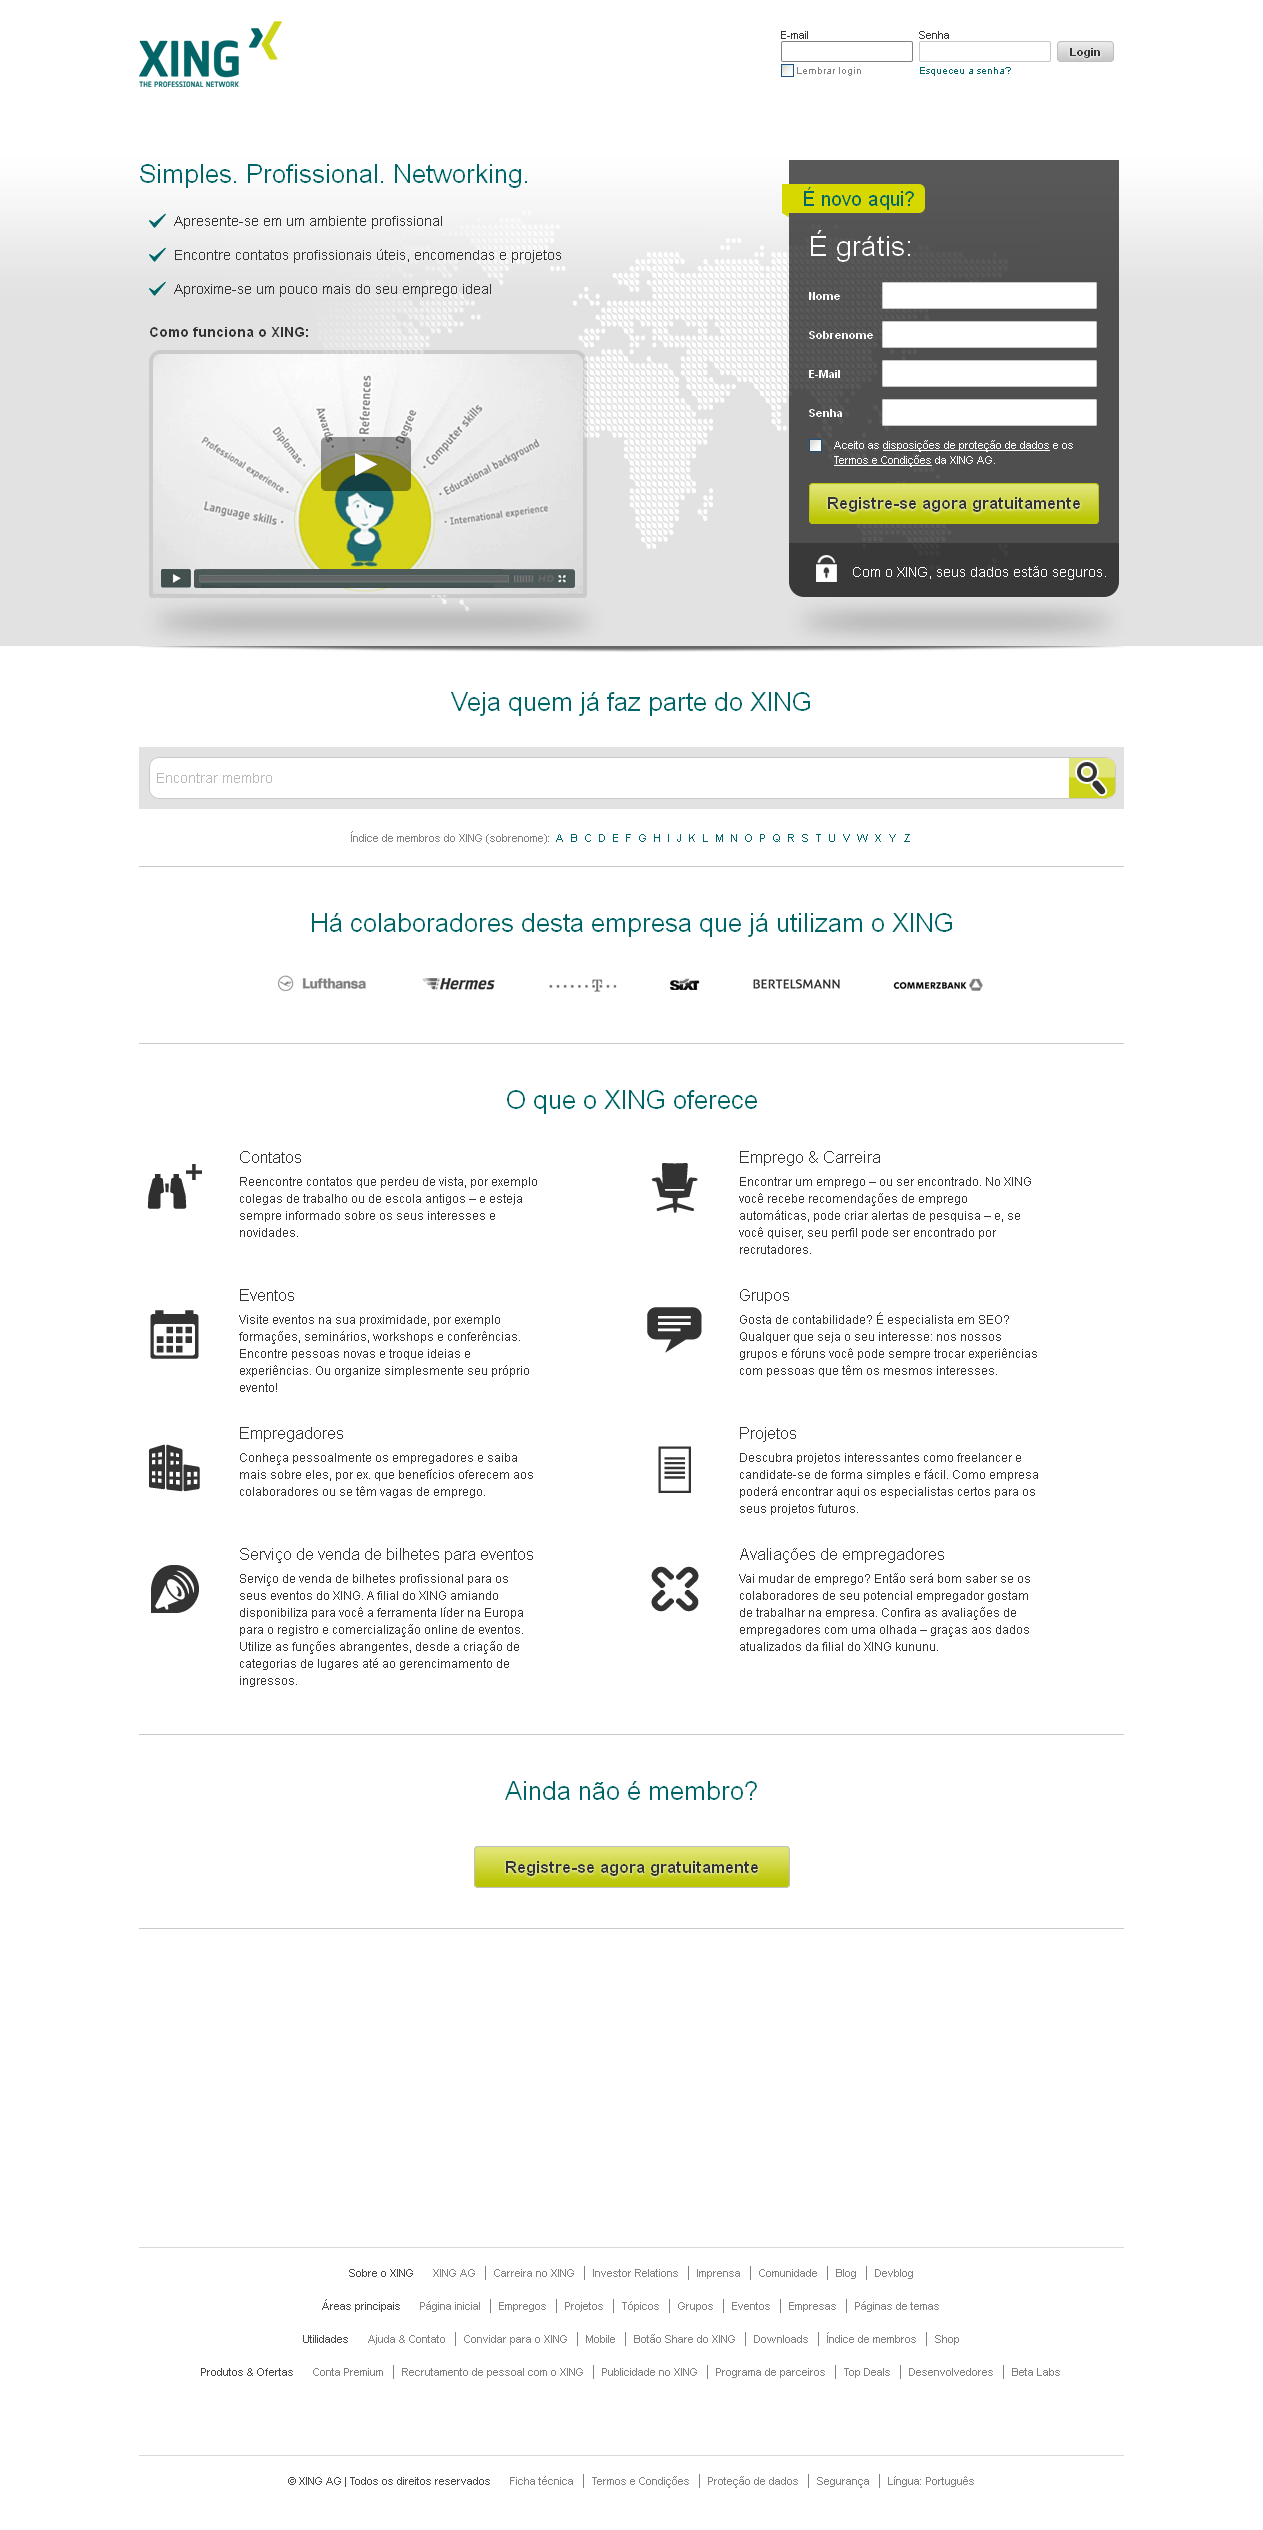 XING
THE PROFESSIONAL NETWORK
E-mail
Senha
Login
Lembrar login
Esqueceu a senha?
Simples. Profissional. Networking.
Apresente-se em um ambiente profissional
Encontre contatos profissionais úteis, encomendas e projetos
Aproxime-se um pouco mais do seu emprego ideal
Como funciona o XING:
Language skills
Professional experience
Diplomas
Awards
References
Degree
Computer skills
Educational background
International experience
HD
É novo aqui?
É grátis:
Nome
Sobrenome
E-Mail
Senha
Aceito as disposições de proteção de dados e os
Termos e Condições da XING AG.
Registre-se agora gratuitamente
Com o XING, seus dados estão seguros.
Veja quem já faz parte do XING
Encontrar membro
Índice de membros do XING (sobrenome): A B C D E F G H I J K L M N O P Q R S T U V W X Y Z
Há colaboradores desta empresa que já utilizam o XING
Lufthansa Hermes T SIXT BERTELSMANN COMMERZBANK
O que o XING oferece
Contatos
Reencontre contatos que perdeu de vista, por exemplo
colegas de trabalho ou de escola antigos – e esteja
sempre informado sobre os seus interesses e
novidades.
Emprego & Carreira
Encontrar um emprego – ou ser encontrado. No XING
você recebe recomendações de emprego
automáticas, pode criar alertas de pesquisa – e, se
você quiser, seu perfil pode ser encontrado por
recrutadores.
Eventos
Visite eventos na sua proximidade, por exemplo
formações, seminários, workshops e conferências.
Encontre pessoas novas e troque ideias e
experiências. Ou organize simplesmente seu próprio
evento!
Grupos
Gosta de contabilidade? É especialista em SEO?
Qualquer que seja o seu interesse: nos nossos
grupos e fóruns você pode sempre trocar experiências
com pessoas que têm os mesmos interesses.
Empregadores
Conheça pessoalmente os empregadores e saiba
mais sobre eles, por ex. que benefícios oferecem aos
colaboradores ou se têm vagas de emprego.
Projetos
Descubra projetos interessantes como freelancer e
candidate-se de forma simples e fácil. Como empresa
poderá encontrar aqui os especialistas certos para os
seus projetos futuros.
Serviço de venda de bilhetes para eventos
Serviço de venda de bilhetes profissional para os
seus eventos do XING. A filial do XING amiando
disponibiliza para você a ferramenta líder na Europa
para o registro e comercialização online de eventos.
Utilize as funções abrangentes, desde a criação de
categorias de lugares até ao gerencimamento de
ingressos.
Avaliações de empregadores
Vai mudar de emprego? Então será bom saber se os
colaboradores de seu potencial empregador gostam
de trabalhar na empresa. Confira as avaliações de
empregadores com uma olhada – graças aos dados
atualizados da filial do XING kununu.
Ainda não é membro?
Registre-se agora gratuitamente
Sobre o XING XING AG Carreira no XING Investor Relations Imprensa Comunidade Blog Devblog
Áreas principais Página inicial Empregos Projetos Tópicos Grupos Eventos Empresas Páginas de temas
Utilidades Ajuda & Contato Convidar para o XING Mobile Botão Share do XING Downloads Índice de membros Shop
Produtos & Ofertas Conta Premium Recrutamento de pessoal com o XING Publicidade no XING Programa de parceiros Top Deals Desenvolvedores Beta Labs
© XING AG | Todos os direitos reservados Ficha técnica Termos e Condições Proteção de dados Segurança Língua: Português